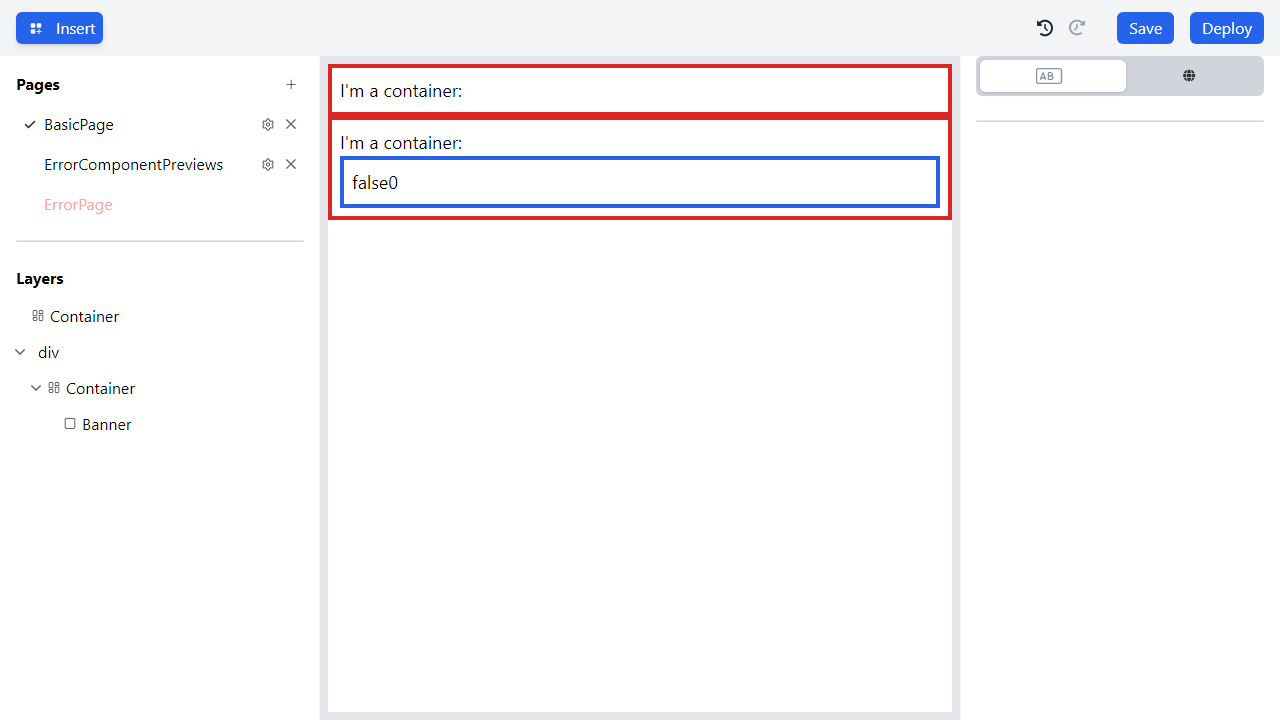 Insert
Save
Deploy
Pages
BasicPage
ErrorComponentPreviews
ErrorPage
Layers
Container
div
Container
Banner
I'm a container:
I'm a container:
false0
AB